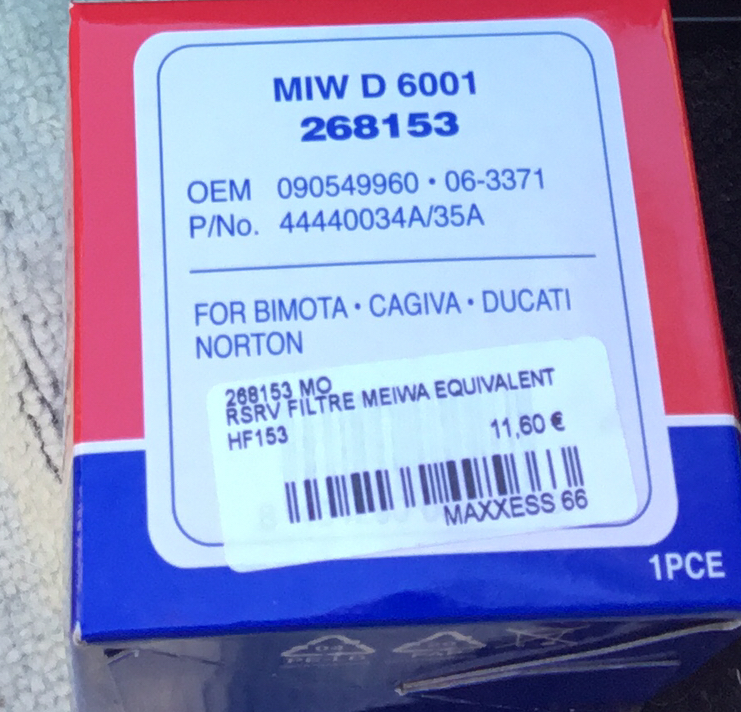 MIW D 6001
268153
OEM 090549960 • 06-3371
P/No. 44440034A/35A
FOR BIMOTA • CAGIVA • DUCATI
NORTON
268153 MO
RSRV FILTRE MEIWA EQUIVALENT
HF153 11,60 €
MAXXESS 66
1PCE